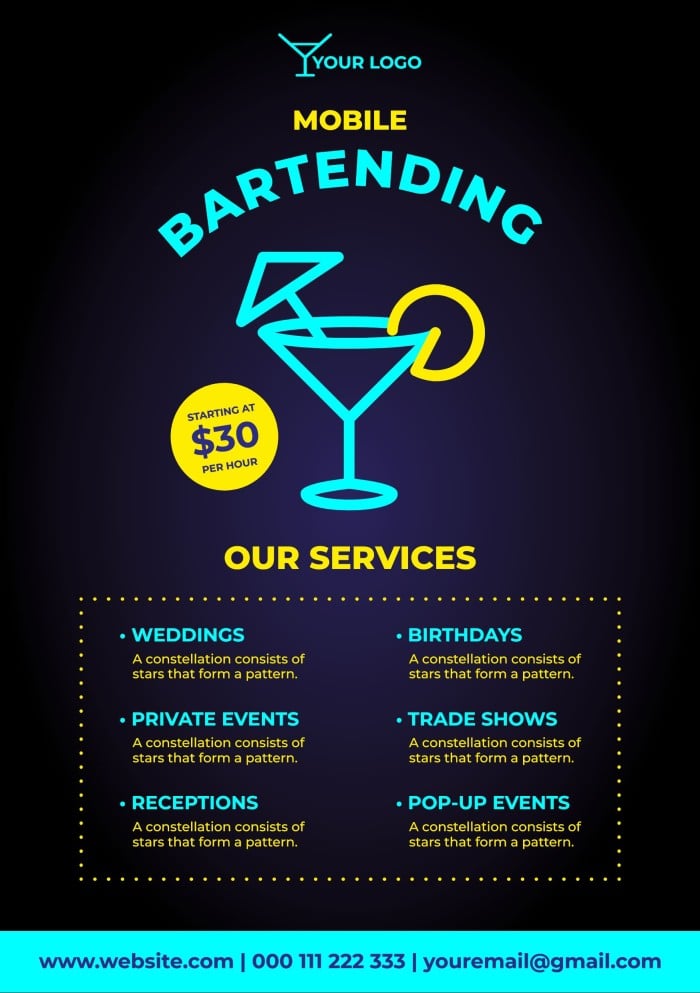 YOUR LOGO
MOBILE
BARTENDING
STARTING AT
$30
PER HOUR
OUR SERVICES
• WEDDINGS
A constellation consists of
stars that form a pattern.
• BIRTHDAYS
A constellation consists of
stars that form a pattern.
• PRIVATE EVENTS
A constellation consists of
stars that form a pattern.
• TRADE SHOWS
A constellation consists of
stars that form a pattern.
• RECEPTIONS
A constellation consists of
stars that form a pattern.
• POP-UP EVENTS
A constellation consists of
stars that form a pattern.
www.website.com | 000 111 222 333 | youremail@gmail.com